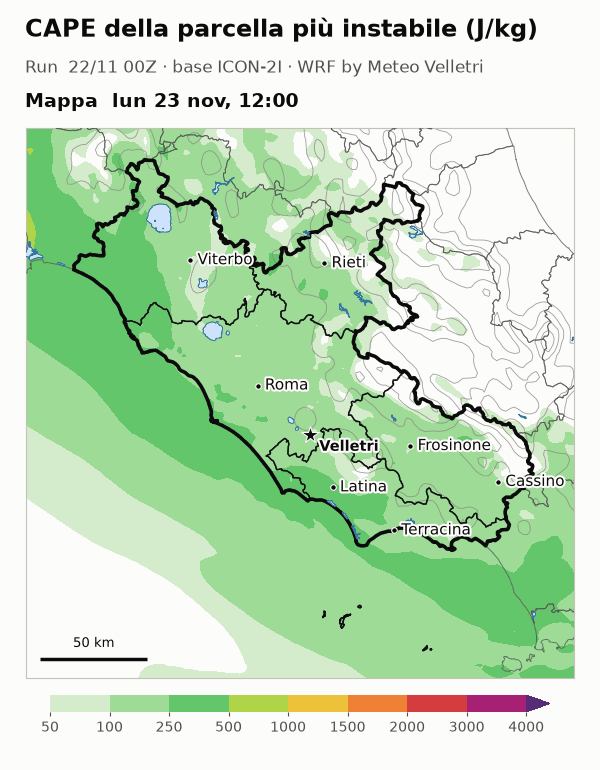 CAPE della parcella più instabile (J/kg)
Run  22/11 00Z · base ICON-2I · WRF by Meteo Velletri
Mappa  lun 23 nov, 12:00
Viterbo
Rieti
Roma
Velletri
Frosinone
Cassino
Latina
Terracina
50 km
50 100 250 500 1000 1500 2000 3000 4000